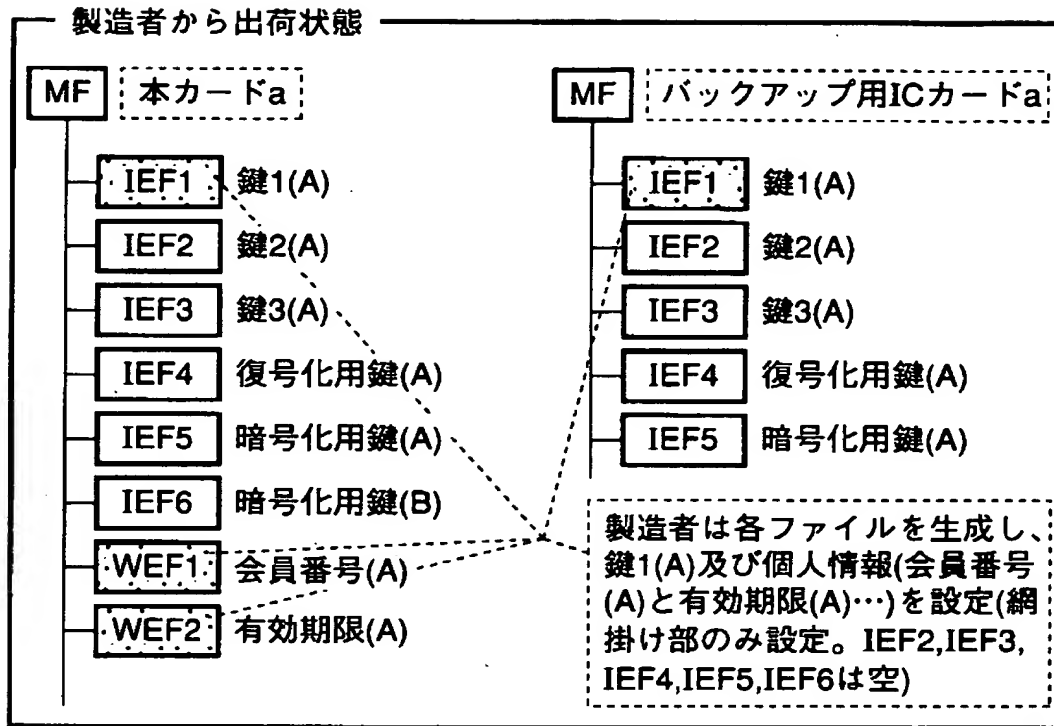 製造者から出荷状態
MF 本カードa
IEF1 鍵1(A)
IEF2 鍵2(A)
IEF3 鍵3(A)
IEF4 復号化用鍵(A)
IEF5 暗号化用鍵(A)
IEF6 暗号化用鍵(B)
WEF1 会員番号(A)
WEF2 有効期限(A)
MF バックアップ用ICカードa
IEF1 鍵1(A)
IEF2 鍵2(A)
IEF3 鍵3(A)
IEF4 復号化用鍵(A)
IEF5 暗号化用鍵(A)
製造者は各ファイルを生成し、
鍵1(A)及び個人情報(会員番号
(A)と有効期限(A)…)を設定(網
掛け部のみ設定。IEF2,IEF3,
IEF4,IEF5,IEF6は空)